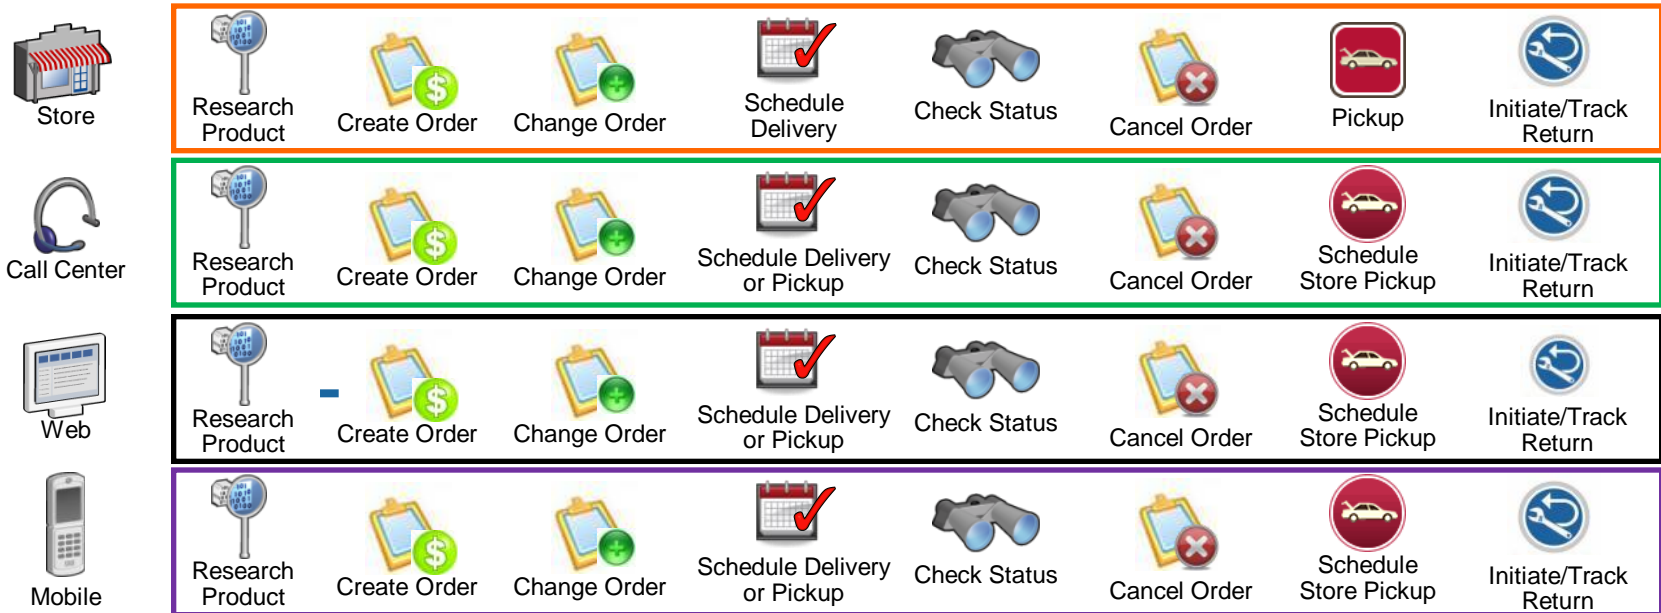 Store
Research
Product
Create Order
Change Order
Schedule
Delivery
Check Status
Cancel Order
Pickup
Initiate/Track
Return
Call Center
Research
Product
Create Order
Change Order
Schedule Delivery
or Pickup
Check Status
Cancel Order
Schedule
Store Pickup
Initiate/Track
Return
Web
Research
Product
Create Order
Change Order
Schedule Delivery
or Pickup
Check Status
Cancel Order
Schedule
Store Pickup
Initiate/Track
Return
Mobile
Research
Product
Create Order
Change Order
Schedule Delivery
or Pickup
Check Status
Cancel Order
Schedule
Store Pickup
Initiate/Track
Return